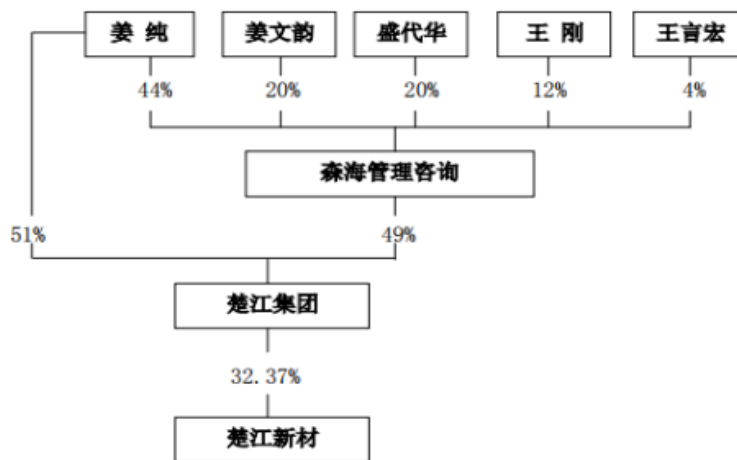 姜 纯 姜文韵 盛代华 王 刚 王言宏
44% 20% 20% 12% 4%
森海管理咨询
51% 49%
楚江集团
32.37%
楚江新材